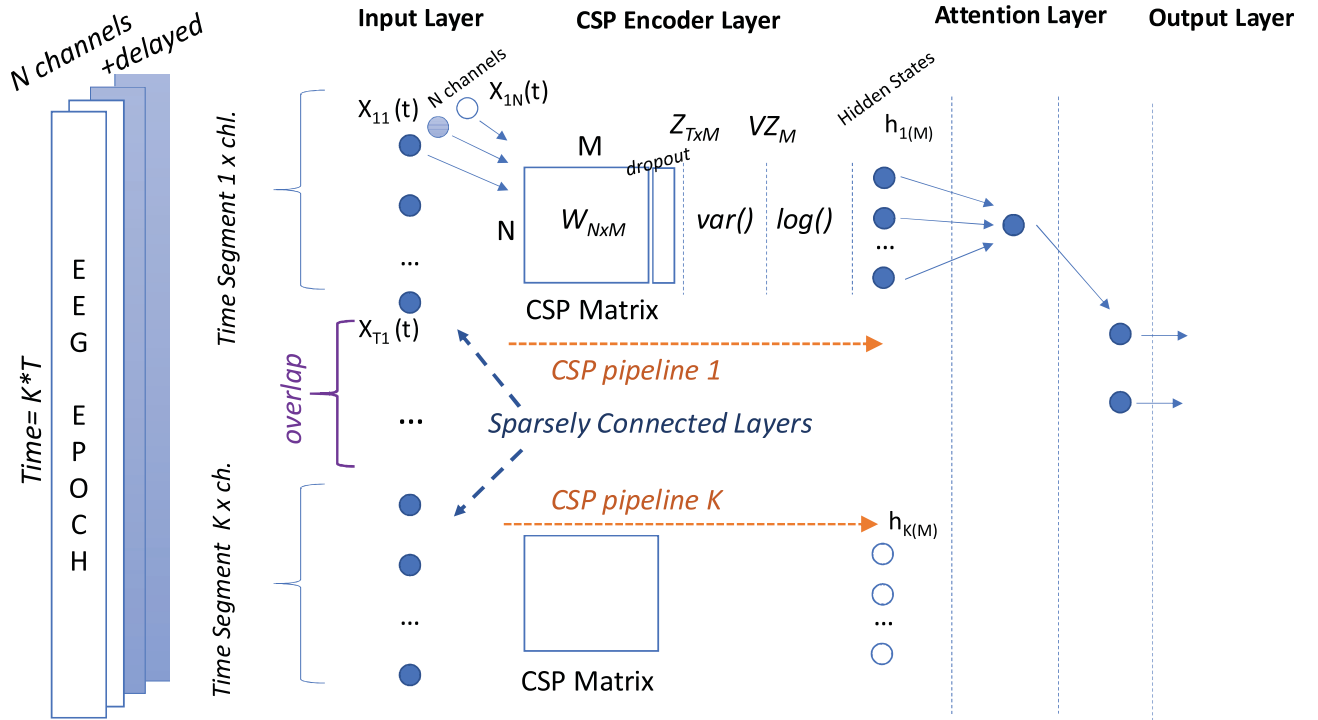 Input Layer
CSP Encoder Layer
Attention Layer
Output Layer
N channels
+delayed
Time= K*T
E
E
G
E
P
O
C
H
Time Segment 1 x chl.
X11 (t)
N channels
X1N(t)
...
XT1 (t)
M
N
WNxM
dropout
CSP Matrix
ZTxM
var()
VZM
log()
Hidden States
h1(M)
...
CSP pipeline 1
overlap
...
Sparsely Connected Layers
Time Segment K x ch.
...
CSP pipeline K
hK(M)
...
CSP Matrix